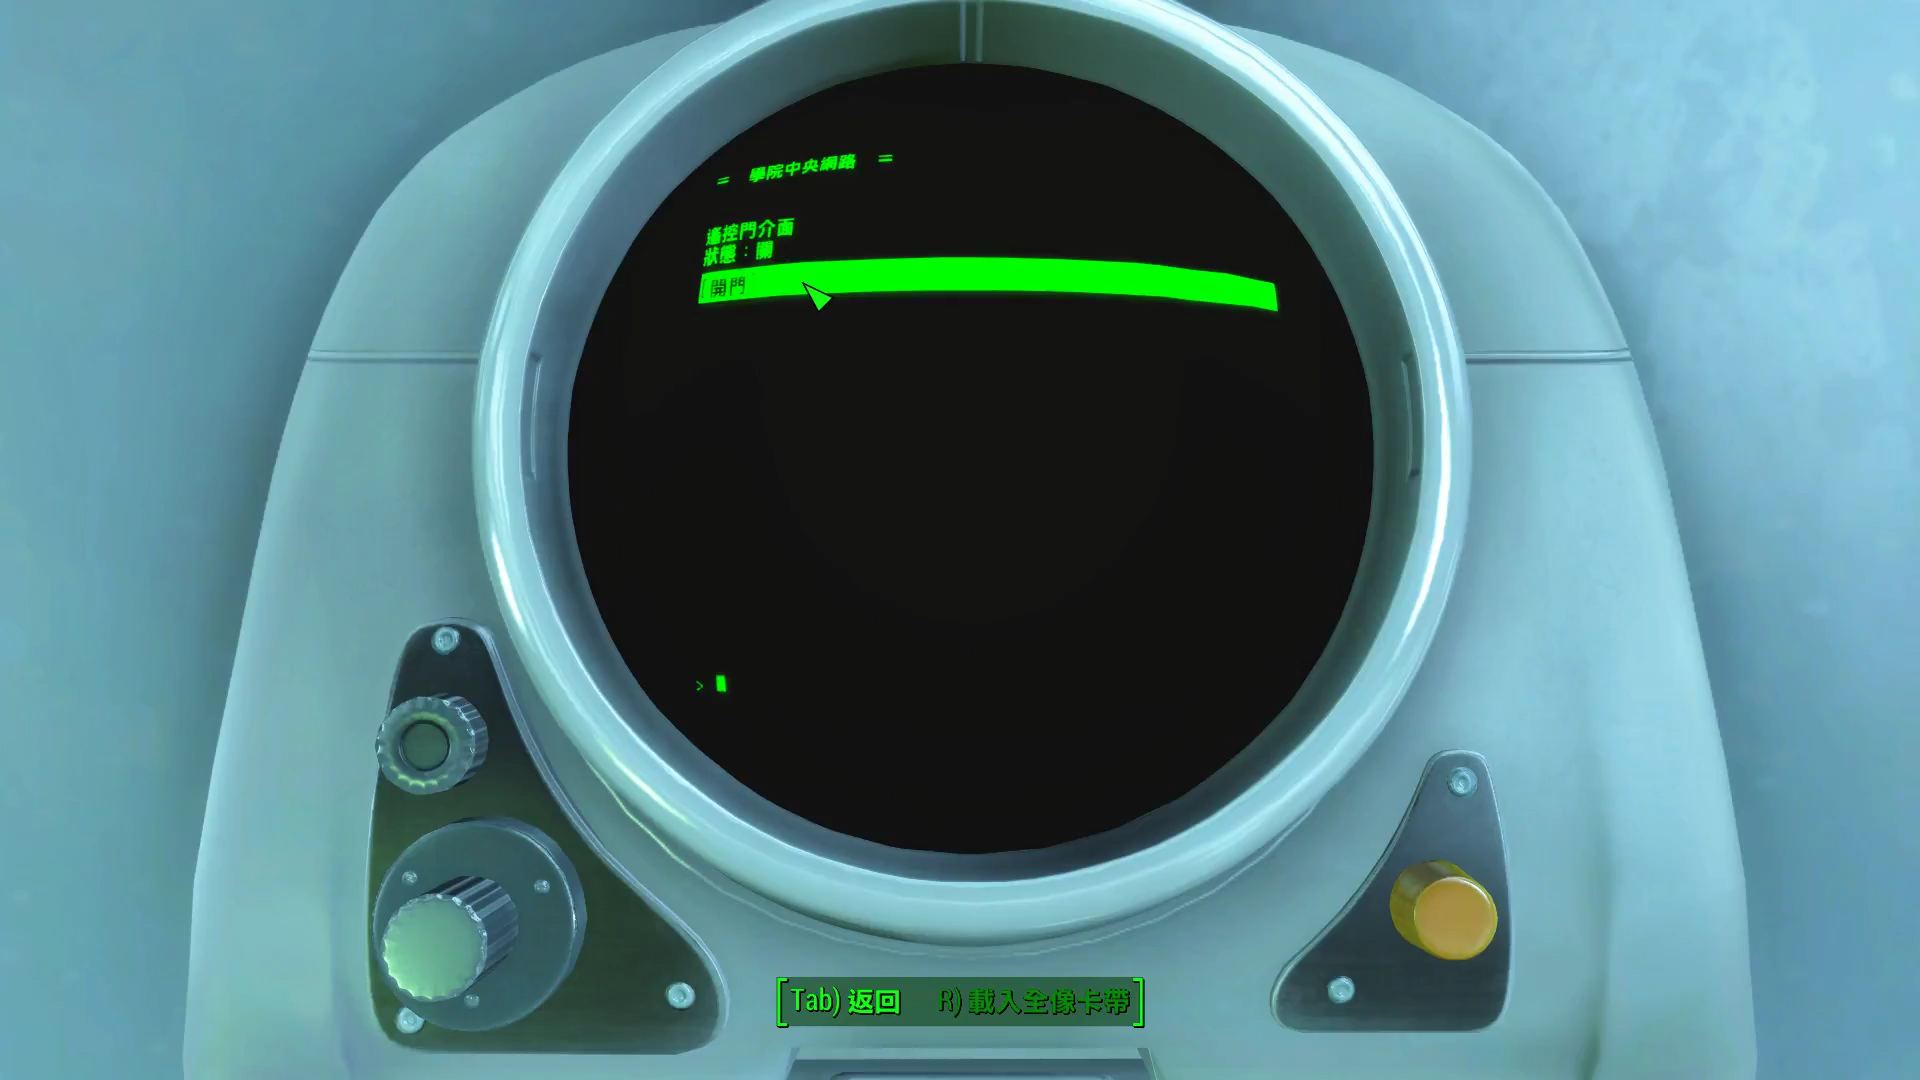 = 學院中央網路 =
遙控門介面
狀態：關
[開門
>
Tab) 返回 R) 載入全像卡帶